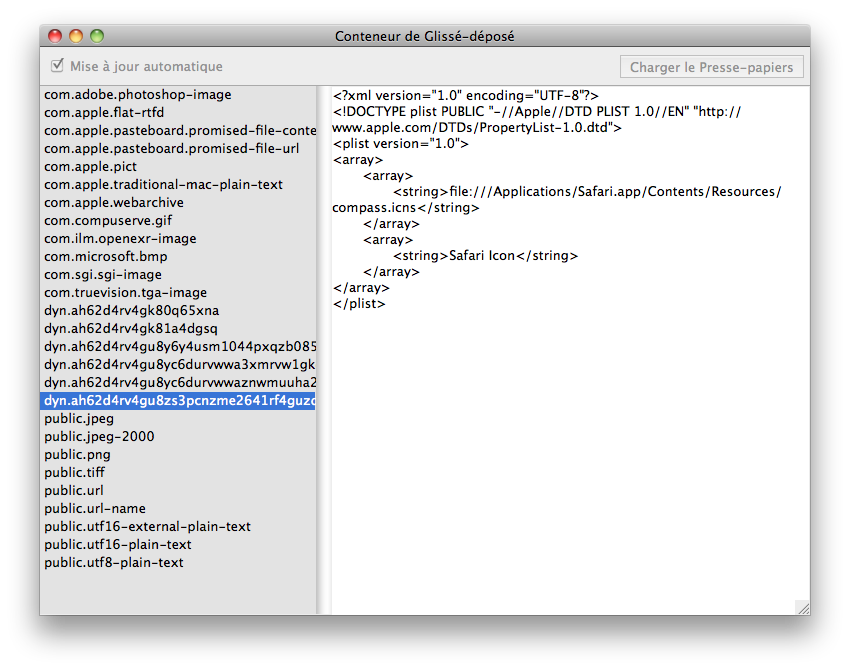 Conteneur de Glissé-déposé
Mise à jour automatique
Charger le Presse-papiers
com.adobe.photoshop-image
com.apple.flat-rtfd
com.apple.pasteboard.promised-file-conte
com.apple.pasteboard.promised-file-url
com.apple.pict
com.apple.traditional-mac-plain-text
com.apple.webarchive
com.compuserve.gif
com.ilm.openexr-image
com.microsoft.bmp
com.sgi.sgi-image
com.truevision.tga-image
dyn.ah62d4rv4gk80q65xna
dyn.ah62d4rv4gk81a4dgsq
dyn.ah62d4rv4gu8y6y4usm1044pxqzb085
dyn.ah62d4rv4gu8yc6durvwwa3xmrvw1gk
dyn.ah62d4rv4gu8yc6durvwwaznwmuuha2
dyn.ah62d4rv4gu8zs3pcnzme2641rf4guzd
public.jpeg
public.jpeg-2000
public.png
public.tiff
public.url
public.url-name
public.utf16-external-plain-text
public.utf16-plain-text
public.utf8-plain-text
<?xml version="1.0" encoding="UTF-8"?>
<!DOCTYPE plist PUBLIC "-//Apple//DTD PLIST 1.0//EN" "http://
www.apple.com/DTDs/PropertyList-1.0.dtd">
<plist version="1.0">
<array>
<array>
<string>file:///Applications/Safari.app/Contents/Resources/
compass.icns</string>
</array>
<array>
<string>Safari Icon</string>
</array>
</array>
</plist>